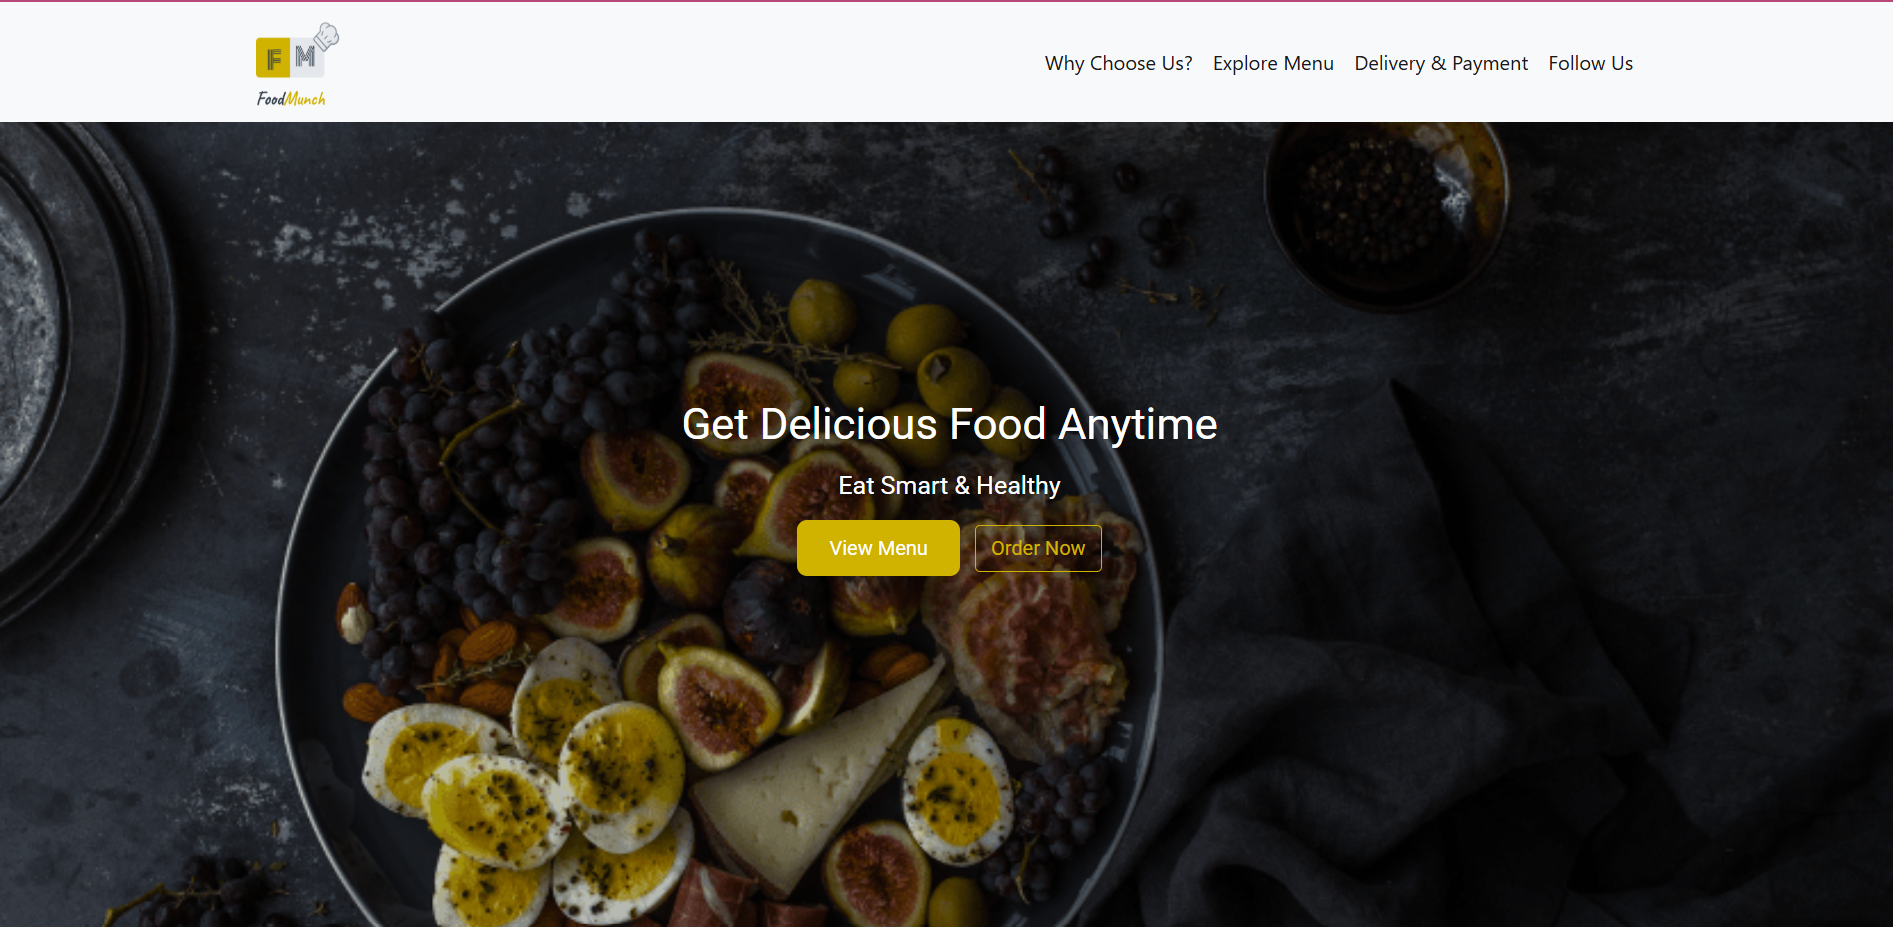 F M
FoodMunch
Why Choose Us? Explore Menu Delivery & Payment Follow Us
Get Delicious Food Anytime
Eat Smart & Healthy
View Menu Order Now